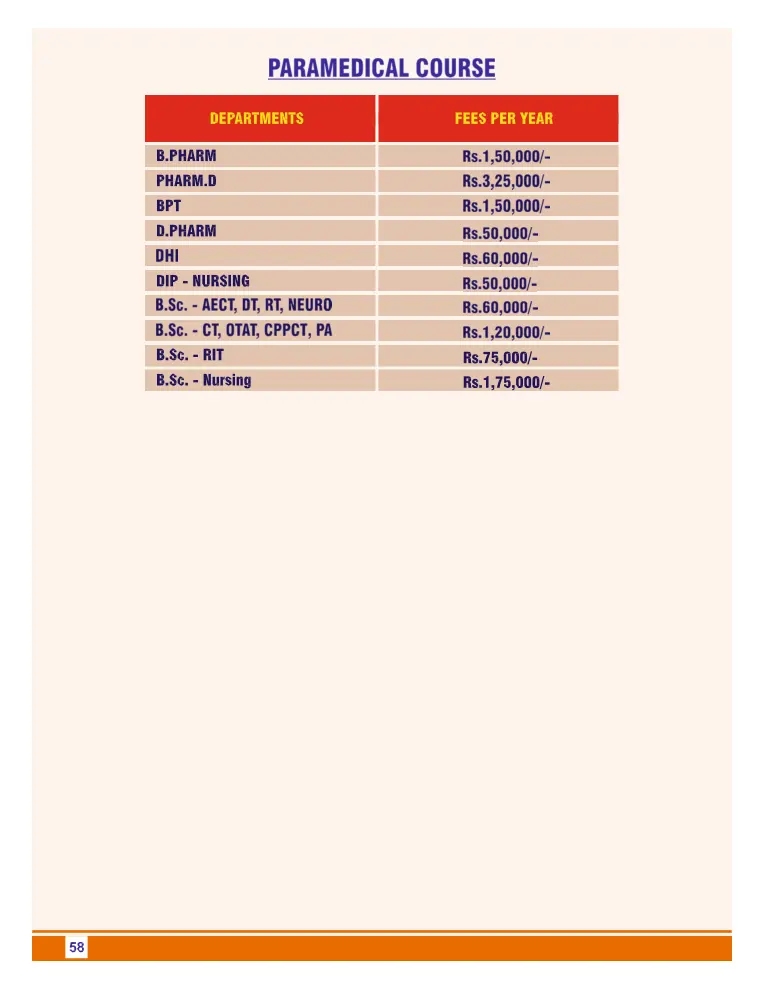 PARAMEDICAL COURSE
DEPARTMENTS FEES PER YEAR
B.PHARM Rs.1,50,000/-
PHARM.D Rs.3,25,000/-
BPT Rs.1,50,000/-
D.PHARM Rs.50,000/-
DHI Rs.60,000/-
DIP - NURSING Rs.50,000/-
B.Sc. - AECT, DT, RT, NEURO Rs.60,000/-
B.Sc. - CT, OTAT, CPPCT, PA Rs.1,20,000/-
B.Sc. - RIT Rs.75,000/-
B.Sc. - Nursing Rs.1,75,000/-
58